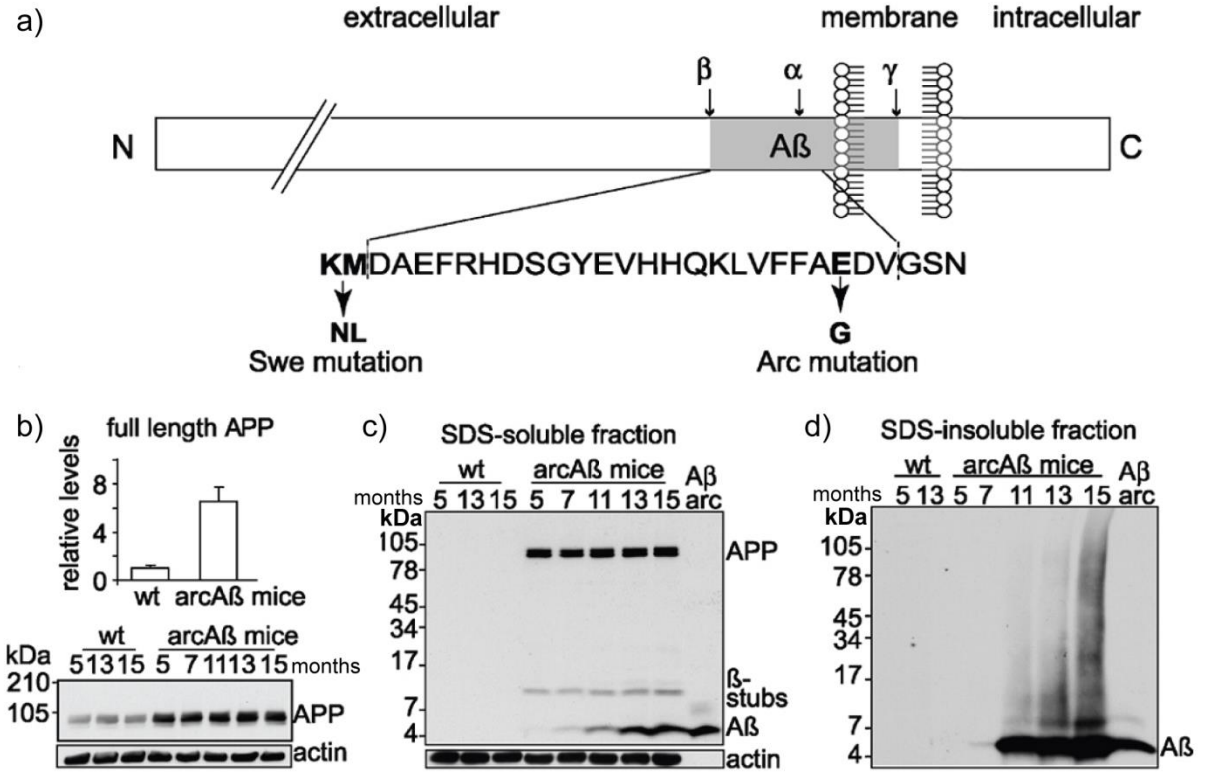 a)
extracellular membrane intracellular
β α γ
N Aß C
KMDAEFRHDSGYEVHHQKLVFFAEDVGSN
NL G
Swe mutation Arc mutation
b)
full length APP
relative levels
8
4
0
wt arcAß mice
wt arcAß mice
kDa
5 13 15 5 7 11 13 15 months
210
105 APP
actin
c)
SDS-soluble fraction
wt arcAß mice Aβ
months 5 13 15 5 7 11 13 15 arc
kDa
105 APP
78
45
34
17
ß-
stubs
7
4 Aß
actin
d)
SDS-insoluble fraction
wt arcAß mice Aβ
months 5 13 5 7 11 13 15 arc
kDa
105
78
45
34
17
7
4 Aß